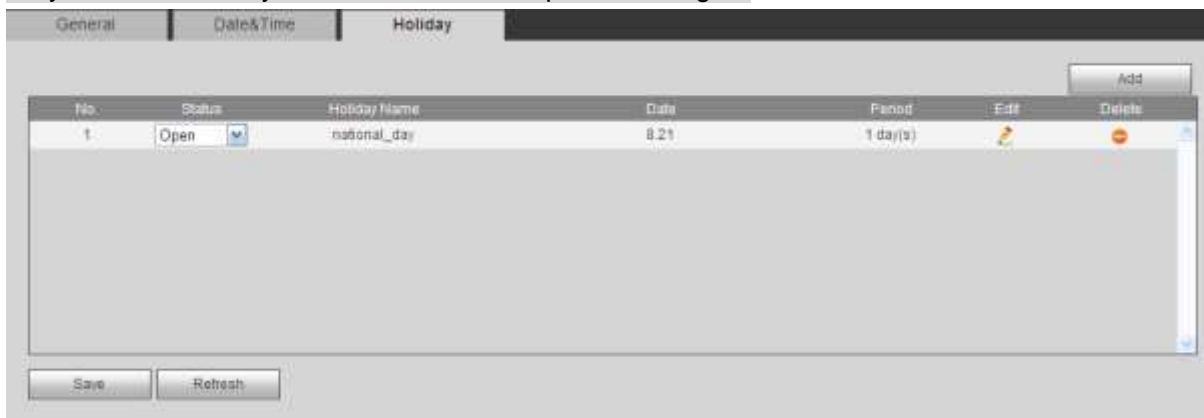 General Date&Time Holiday
Add
No. Status Holiday Name Date Period Edit Delete
1 Open national_day 8.21 1 day(s)
Save Refresh